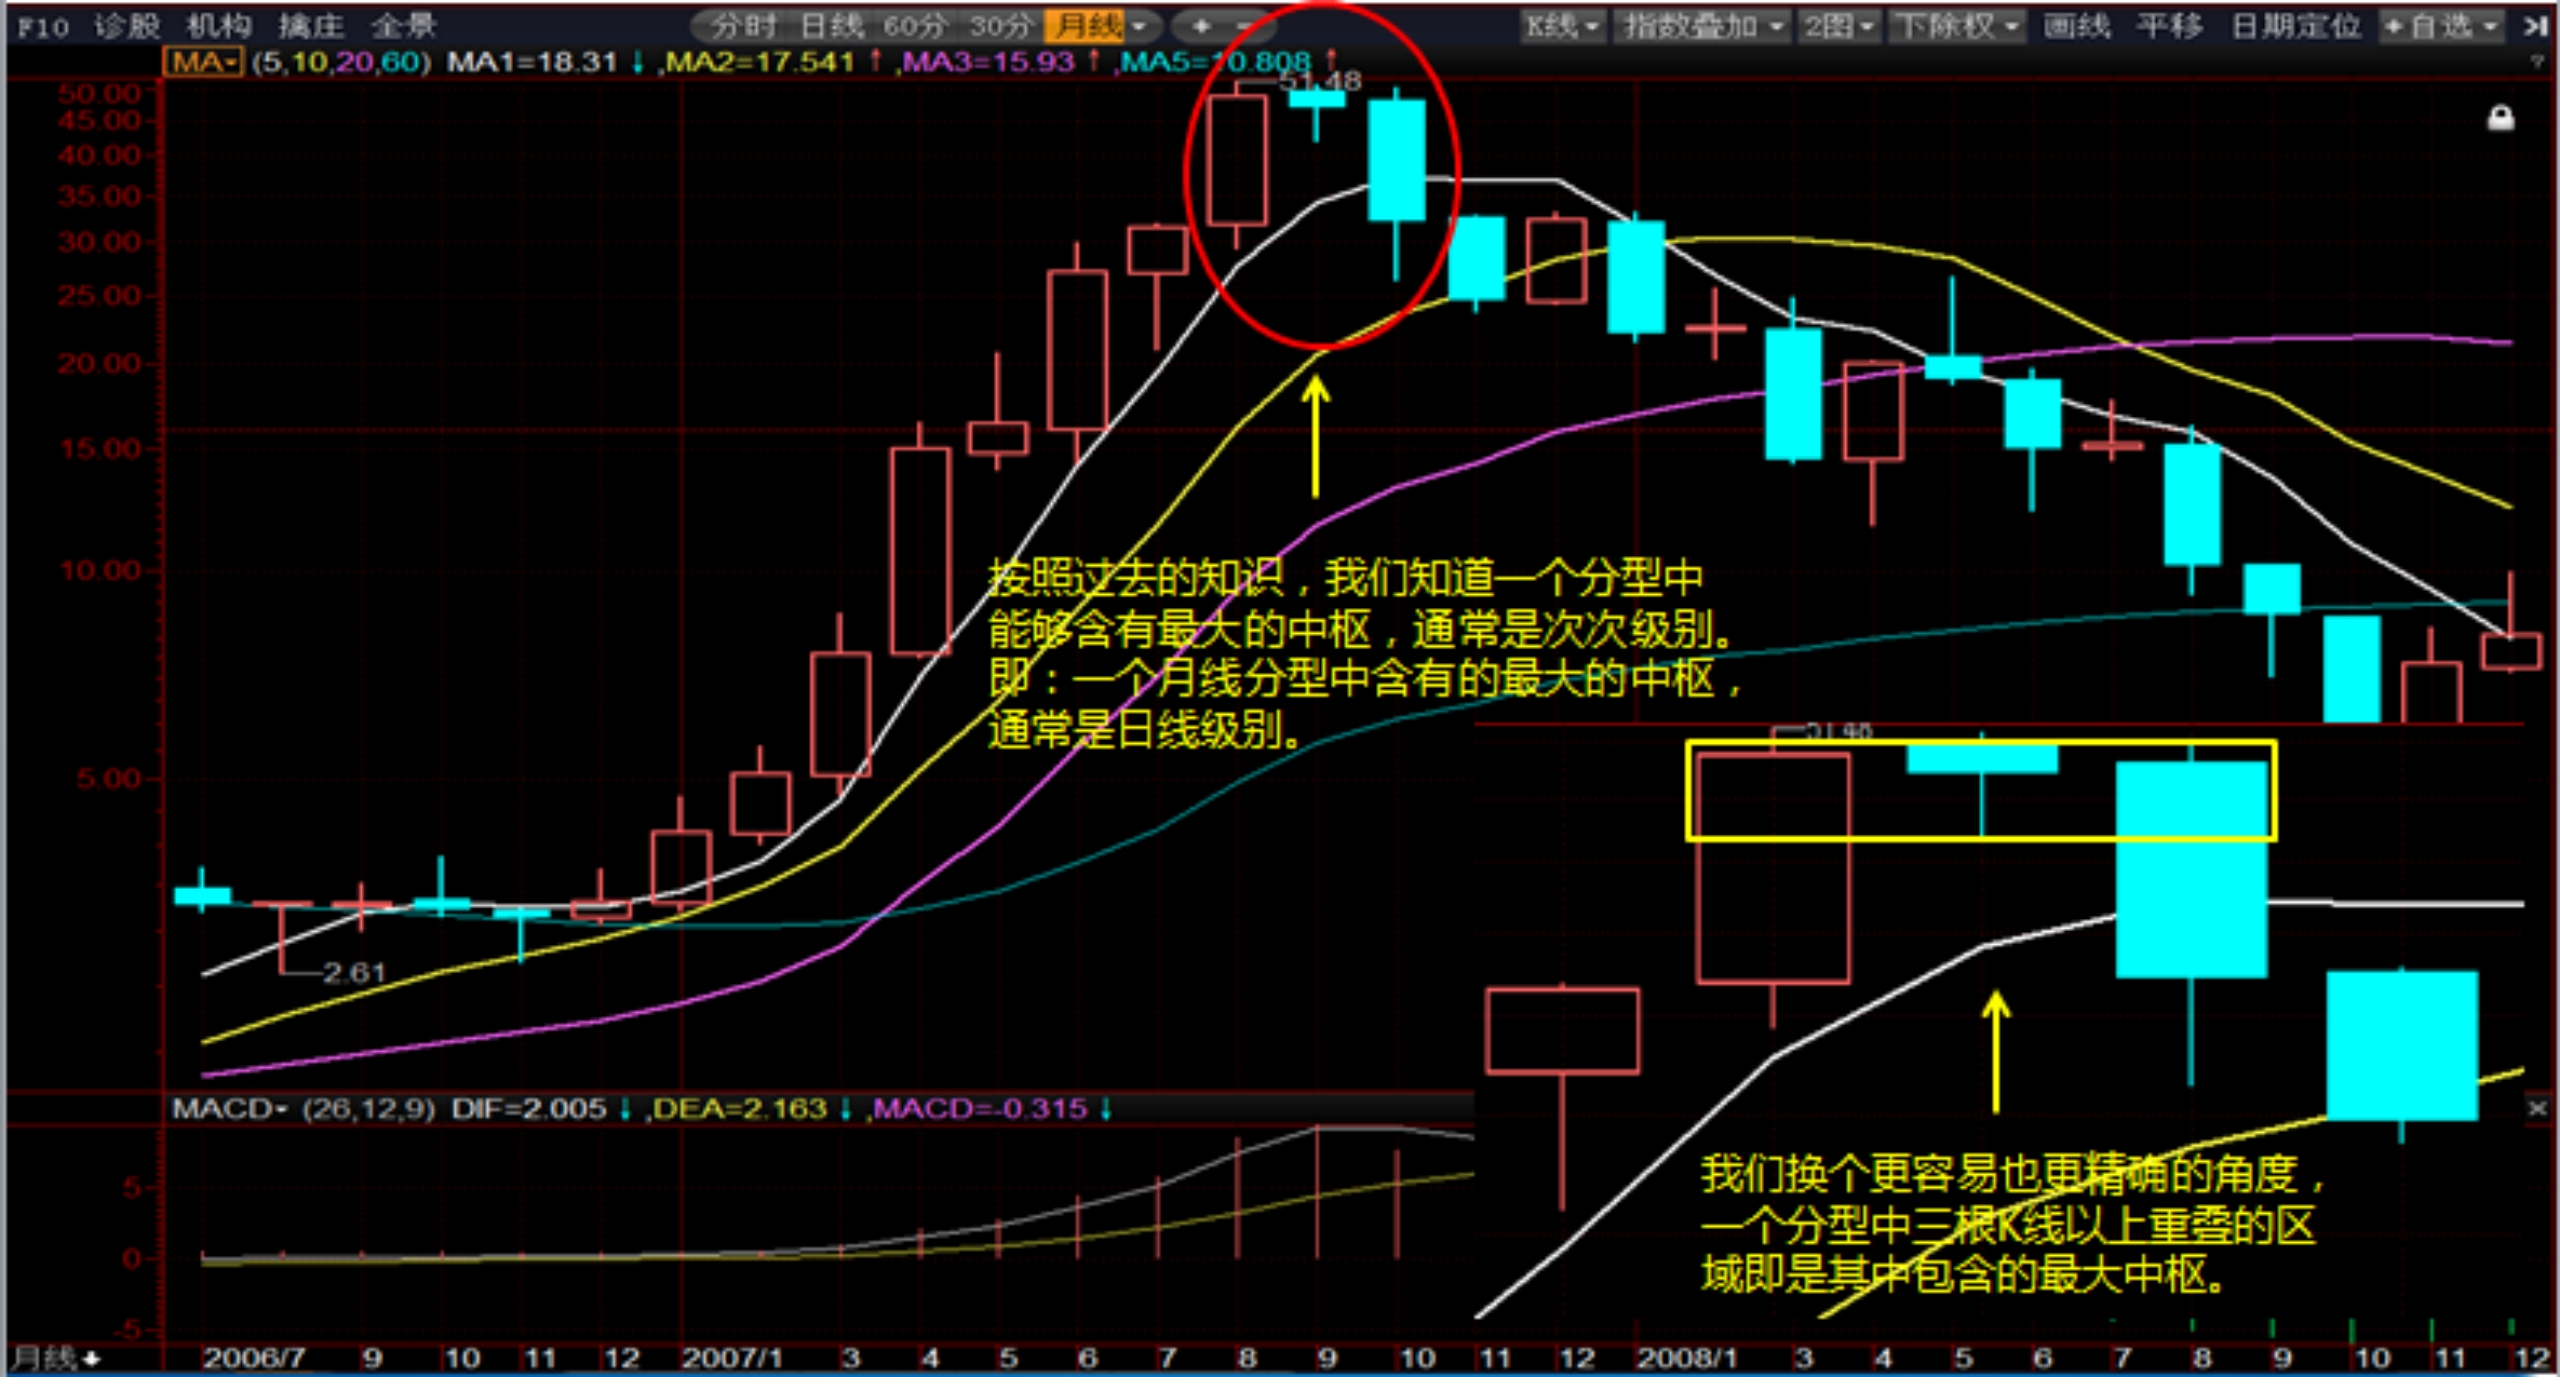 F10 诊股 机构 擒庄 全景 分时 日线 60分 30分 月线 + - K线 指数叠加 2图 下除权 画线 平移 日期定位 +自选
MA (5,10,20,60) MA1=18.31 ↓ ,MA2=17.541 ↑ ,MA3=15.93 ↑ ,MA5=10.808 ↑ ?
51.48
50.00
45.00
40.00
35.00
30.00
25.00
20.00
15.00
10.00
5.00
按照过去的知识，我们知道一个分型中
能够含有最大的中枢，通常是次次级别。
即：一个月线分型中含有的最大的中枢，
通常是日线级别。
51.48
2.61
MACD (26,12,9) DIF=2.005 ↓ ,DEA=2.163 ↓ ,MACD=-0.315 ↓
我们换个更容易也更精确的角度，
一个分型中三根K线以上重叠的区
域即是其中包含的最大中枢。
5
0
-5
月线 2006/7 9 10 11 12 2007/1 3 4 5 6 7 8 9 10 11 12 2008/1 3 4 5 6 7 8 9 10 11 12